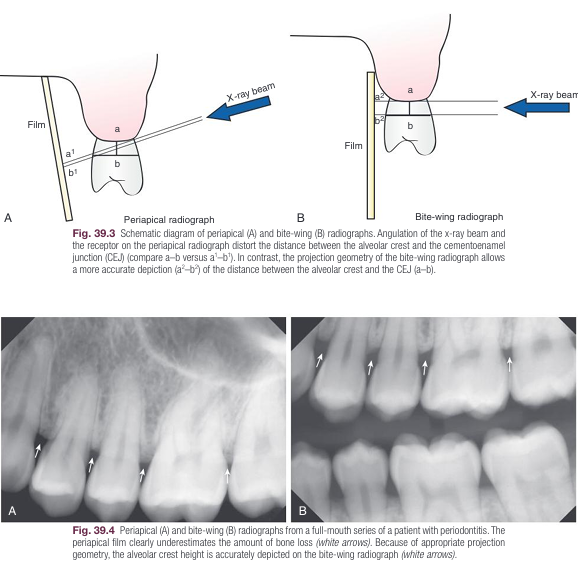 X-ray beam
Film
a
a¹
b
b¹
A
Periapical radiograph
X-ray beam
a
a²
b²
b
Film
B
Bite-wing radiograph
Fig. 39.3 Schematic diagram of periapical (A) and bite-wing (B) radiographs. Angulation of the x-ray beam and
the receptor on the periapical radiograph distort the distance between the alveolar crest and the cementoenamel
junction (CEJ) (compare a–b versus a¹–b¹). In contrast, the projection geometry of the bite-wing radiograph allows
a more accurate depiction (a²–b²) of the distance between the alveolar crest and the CEJ (a–b).
A
B
Fig. 39.4 Periapical (A) and bite-wing (B) radiographs from a full-mouth series of a patient with periodontitis. The
periapical film clearly underestimates the amount of bone loss (white arrows). Because of appropriate projection
geometry, the alveolar crest height is accurately depicted on the bite-wing radiograph (white arrows).